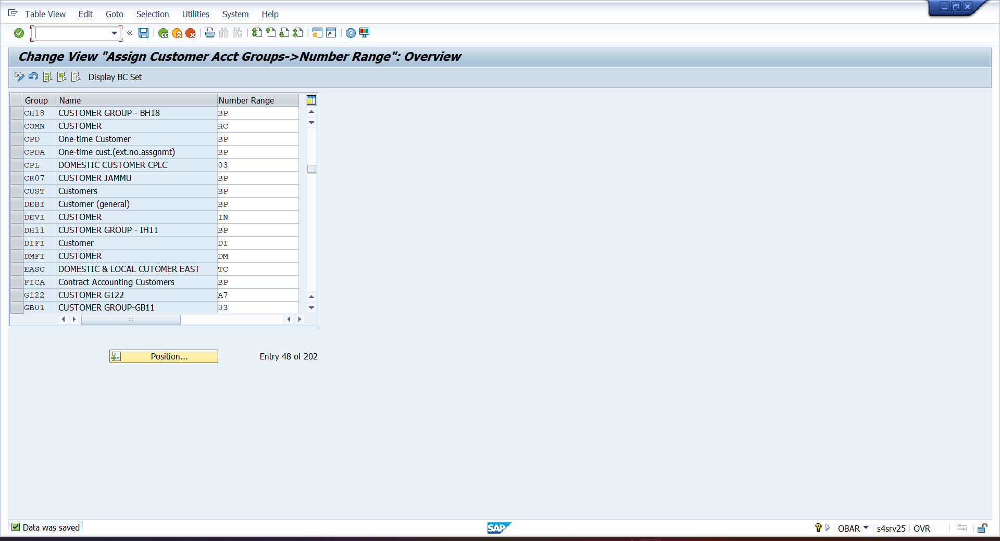 Table View Edit Goto Selection Utilities System Help
Change View "Assign Customer Acct Groups->Number Range": Overview
Display BC Set
Group Name Number Range
CH18 CUSTOMER GROUP - BH18 BP
COMN CUSTOMER HC
CPD One-time Customer BP
CPDA One-time cust.(ext.no.assgnmt) BP
CPL DOMESTIC CUSTOMER CPLC 03
CR07 CUSTOMER JAMMU BP
CUST Customers BP
DEBI Customer (general) BP
DEVI CUSTOMER IN
DH11 CUSTOMER GROUP - IH11 BP
DIFI Customer DI
DMFI CUSTOMER DM
EASC DOMESTIC & LOCAL CUTOMER EAST TC
FICA Contract Accounting Customers BP
G122 CUSTOMER G122 A7
GB01 CUSTOMER GROUP-GB11 03
Position... Entry 48 of 202
Data was saved SAP OBAR s4srv25 OVR